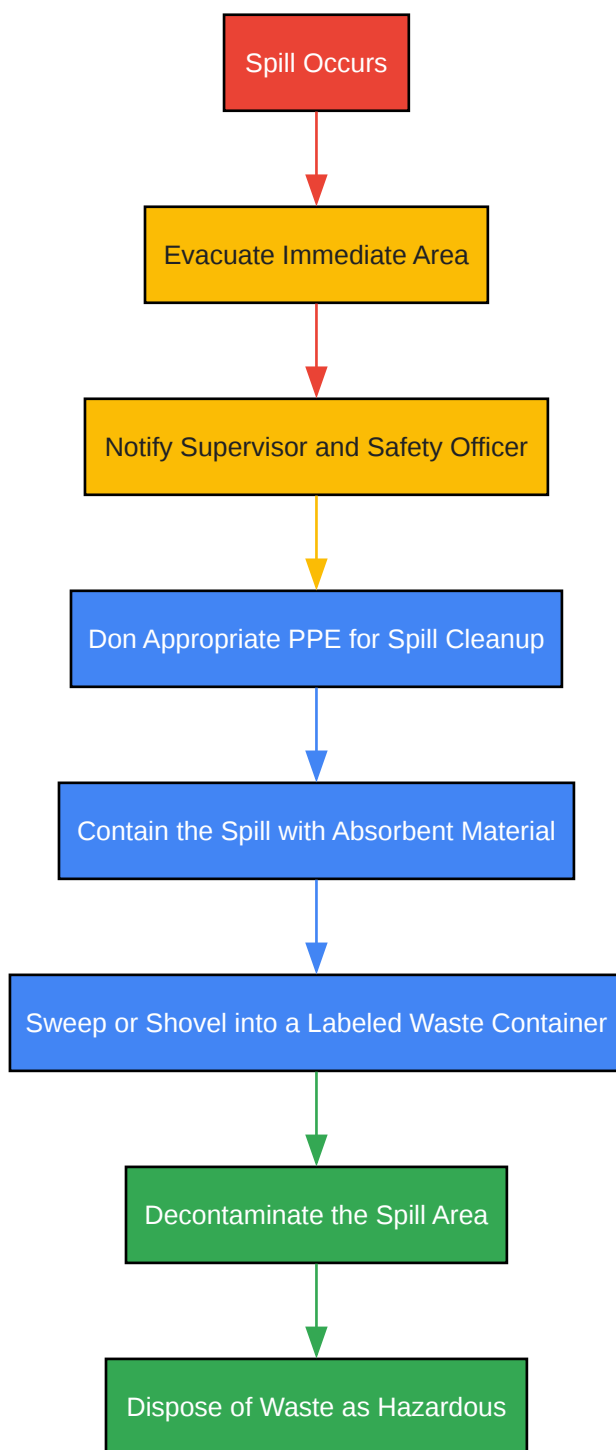 Spill Occurs
Evacuate Immediate Area
Notify Supervisor and Safety Officer
Don Appropriate PPE for Spill Cleanup
Contain the Spill with Absorbent Material
Sweep or Shovel into a Labeled Waste Container
Decontaminate the Spill Area
Dispose of Waste as Hazardous